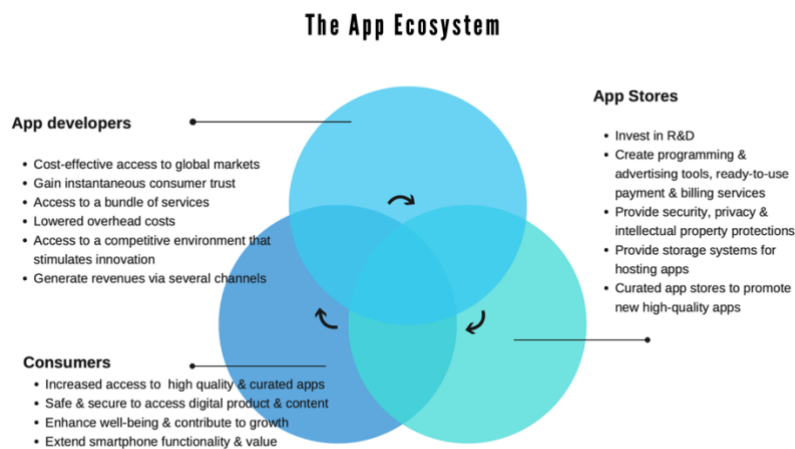 The App Ecosystem
App developers
• Cost-effective access to global markets
• Gain instantaneous consumer trust
• Access to a bundle of services
• Lowered overhead costs
• Access to a competitive environment that
stimulates innovation
• Generate revenues via several channels
App Stores
• Invest in R&D
• Create programming &
advertising tools, ready-to-use
payment & billing services
• Provide security, privacy &
intellectual property protections
• Provide storage systems for
hosting apps
• Curated app stores to promote
new high-quality apps
Consumers
• Increased access to high quality & curated apps
• Safe & secure to access digital product & content
• Enhance well-being & contribute to growth
• Extend smartphone functionality & value